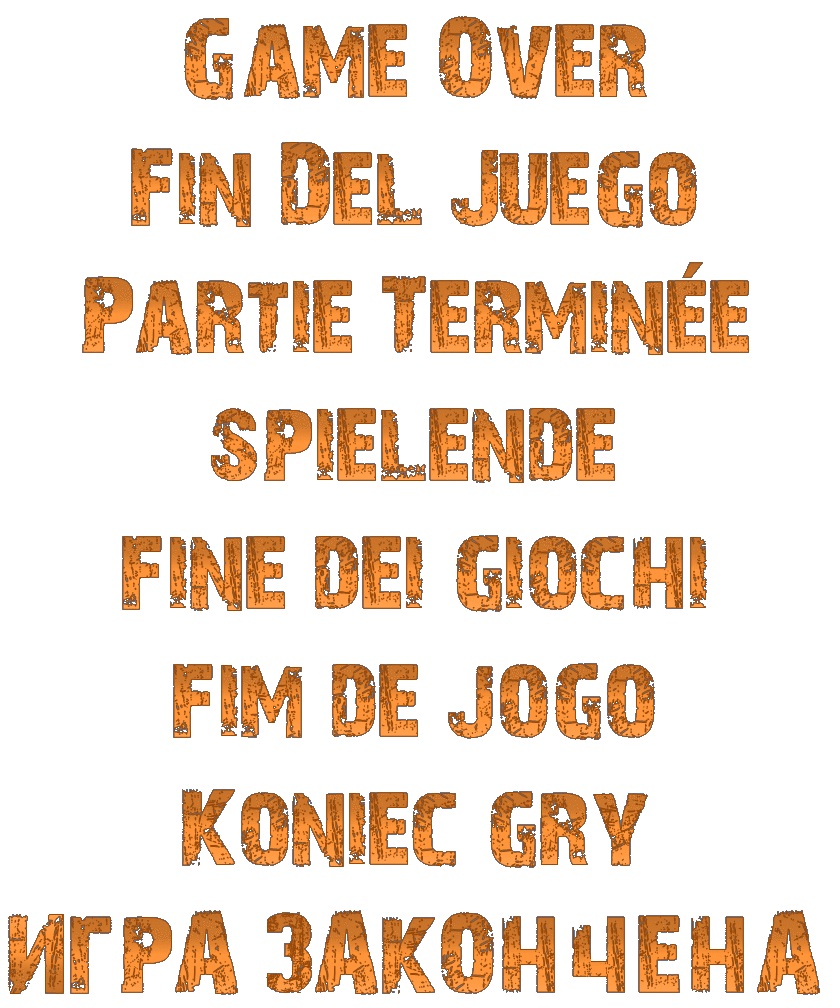 Game Over
Fin Del Juego
Partie Terminée
SPIELENDE
FINE DEI GIOCHI
FIM DE JOGO
Koniec GRY
ИГРА ЗАКОНЧЕНА